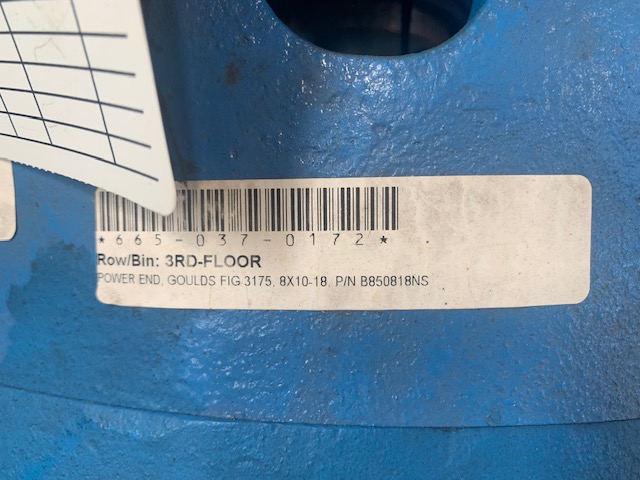 *665-037-0172*
Row/Bin: 3RD-FLOOR
POWER END, GOULDS FIG 3175, 8X10-18, P/N B850818NS